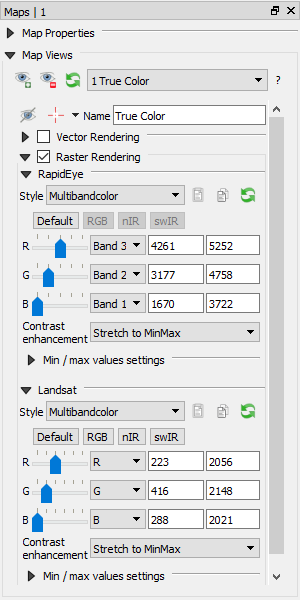 Maps | 1
Map Properties
Map Views
1 True Color ?
Name True Color
Vector Rendering
Raster Rendering
RapidEye
Style Multibandcolor
Default RGB nIR swIR
R Band 3 4261 5252
G Band 2 3177 4758
B Band 1 1670 3722
Contrast
enhancement Stretch to MinMax
Min / max values settings
Landsat
Style Multibandcolor
Default RGB nIR swIR
R R 223 2056
G G 416 2148
B B 288 2021
Contrast
enhancement Stretch to MinMax
Min / max values settings